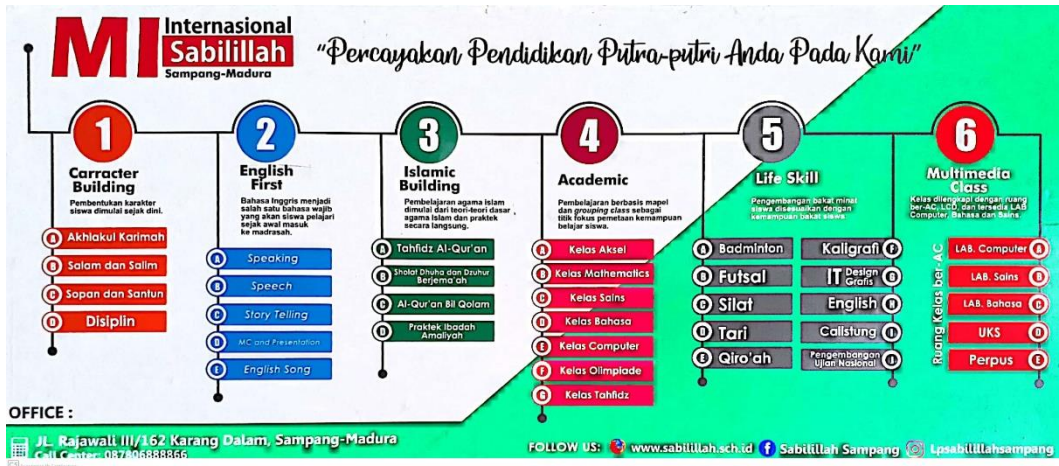 MI Internasional
Sabilillah
Sampang-Madura
"Percayakan Pendidikan Putra-putri Anda Pada Kami"
1
Carracter
Building
Pembentukan karakter
siswa dimulai sejak dini.
A Akhlakul Karimah
B Salam dan Salim
C Sopan dan Santun
D Disiplin
2
English
First
Bahasa Inggris menjadi
salah satu bahasa wajib
yang akan siswa pelajari
sejak awal masuk
ke madrasah.
A Speaking
B Speech
C Story Telling
D MC and Presentation
E English Song
3
Islamic
Building
Pembelajaran agama islam
dimulai dari teori-teori dasar
agama Islam dan praktek
secara langsung.
A Tahfidz Al-Qur'an
B Sholat Dhuha dan Dzuhur
Berjema'ah
C Al-Qur'an Bil Qolam
D Praktek Ibadah
Amaliyah
4
Academic
Pembelajaran berbasis mapel
dan grouping class sebagai
titik fokus pemetaan kemampuan
belajar siswa.
A Kelas Aksel
B Kelas Mathematics
C Kelas Sains
D Kelas Bahasa
E Kelas Computer
F Kelas Olimpiade
G Kelas Tahfidz
5
Life Skill
Pengembangan bakat minat
siswa disesuaikan dengan
kemampuan bakat siswa.
A Badminton
B Futsal
C Silat
D Tari
E Qiro'ah
Kaligrafi F
IT Design
Grafis G
English H
Calistung I
Pengembangan
Ujian Nasional J
6
Multimedia
Class
Kelas dilengkapi dengan ruang
ber-AC, LCD, dan tersedia LAB
Computer, Bahasa dan Sains.
Ruang Kelas ber-AC
LAB. Computer A
LAB. Sains B
LAB. Bahasa C
UKS D
Perpus E
OFFICE :
JL. Rajawali III/162 Karang Dalam, Sampang-Madura
Call Center: 087806888866
FOLLOW US: www.sabilillah.sch.id Sabilillah Sampang Lpsabilillahsampang